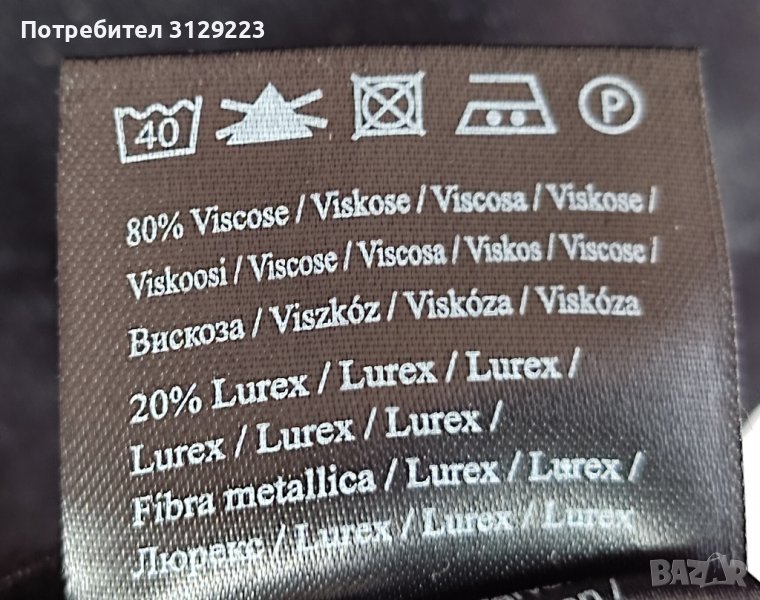 Потребител 3129223
40
P
80% Viscose / Viskose / Viscosa / Viskose /
Viskoosi / Viscose / Viscosa / Viskos / Viscose /
Вискоза / Viszkóz / Viskóza / Viskóza
20% Lurex / Lurex / Lurex /
Lurex / Lurex / Lurex /
Fibra metallica / Lurex / Lurex /
Люрекс / Lurex / Lurex / Lurex
BAZAR